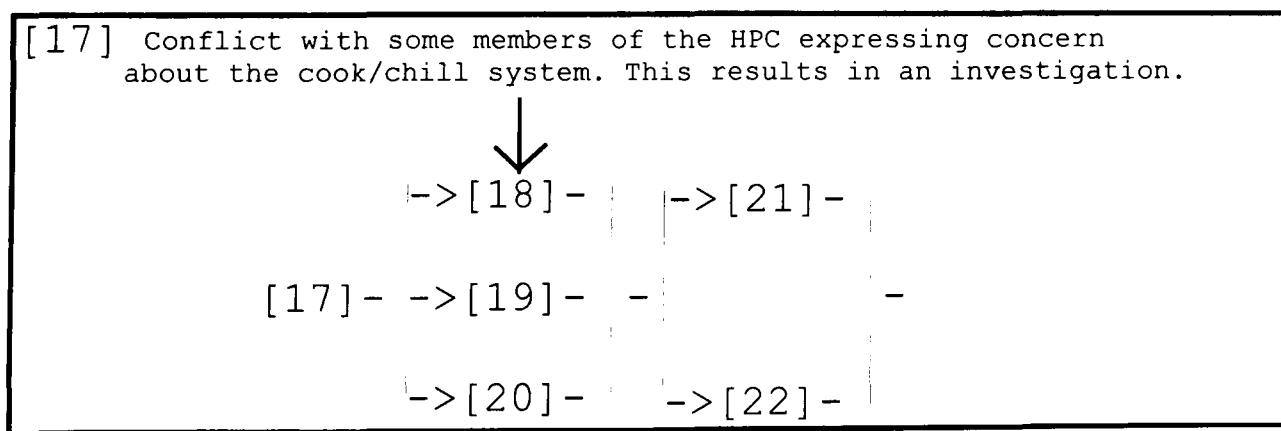 [17] Conflict with some members of the HPC expressing concern
about the cook/chill system. This results in an investigation.
->[18]- ->[21]-
[17]- ->[19]- - -
->[20]- ->[22]-